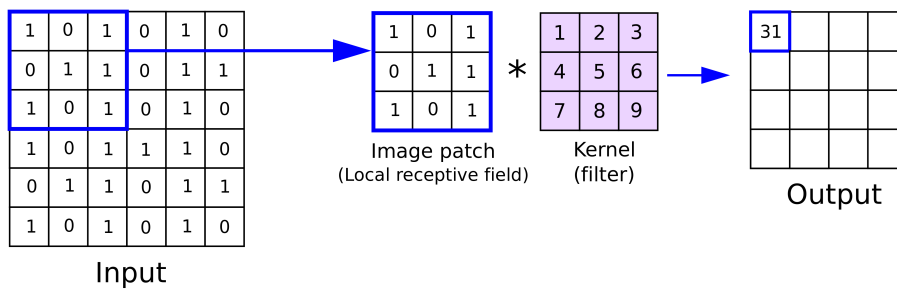 1 0 1 0 1 0
0 1 1 0 1 1
1 0 1 0 1 0
1 0 1 1 1 0
0 1 1 0 1 1
1 0 1 0 1 0
Input
1 0 1
0 1 1
1 0 1
Image patch
(Local receptive field)
*
1 2 3
4 5 6
7 8 9
Kernel
(filter)
31
Output